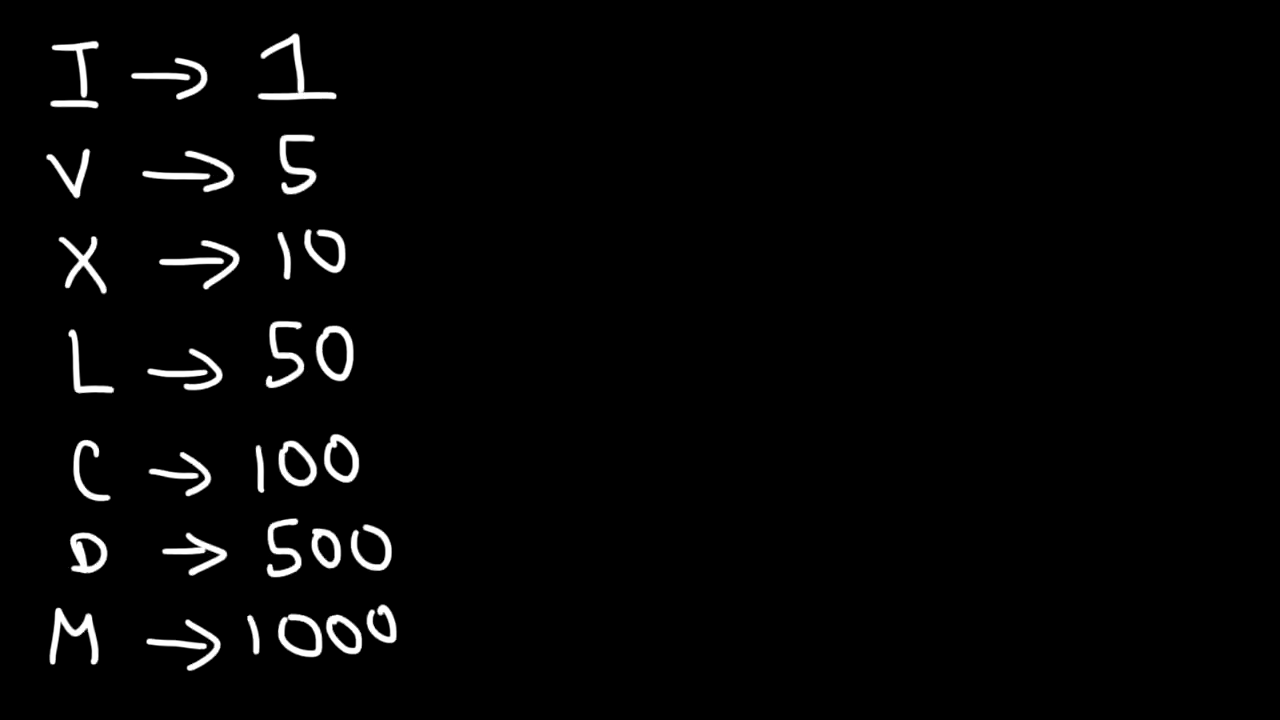 I → 1
V → 5
X → 10
L → 50
C → 100
D → 500
M → 1000